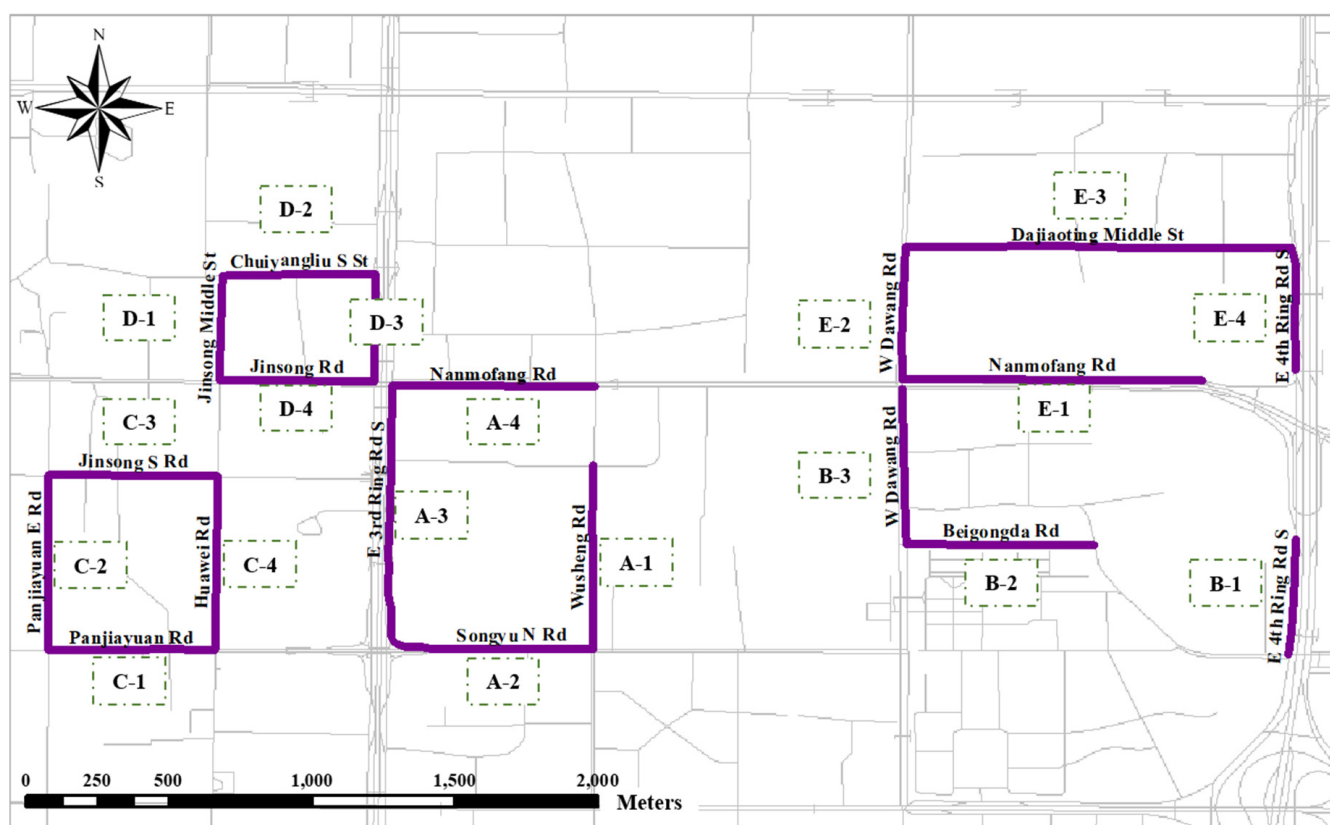 N
W
E
S
E-3
D-2
Dajiaoting Middle St
Chuiyangliu S St
Jinsong Middle St
W Dawang Rd
E 4th Ring Rd S
D-1
D-3
E-2
E-4
Jinsong Rd
Nanmofang Rd
Nanmofang Rd
C-3
D-4
A-4
E-1
Jinsong S Rd
E 3rd Ring Rd S
W Dawang Rd
B-3
A-3
Panjiayuan E Rd
Huawei Rd
Wusheng Rd
Beigongda Rd
C-2
C-4
A-1
B-2
B-1
E 4th Ring Rd S
Panjiayuan Rd
Songyu N Rd
C-1
A-2
0 250 500 1,000 1,500 2,000
Meters